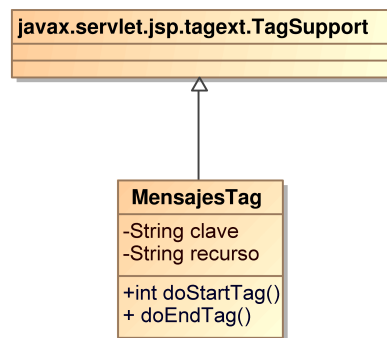 javax.servlet.jsp.tagext.TagSupport
MensajesTag
-String clave
-String recurso
+int doStartTag()
+ doEndTag()